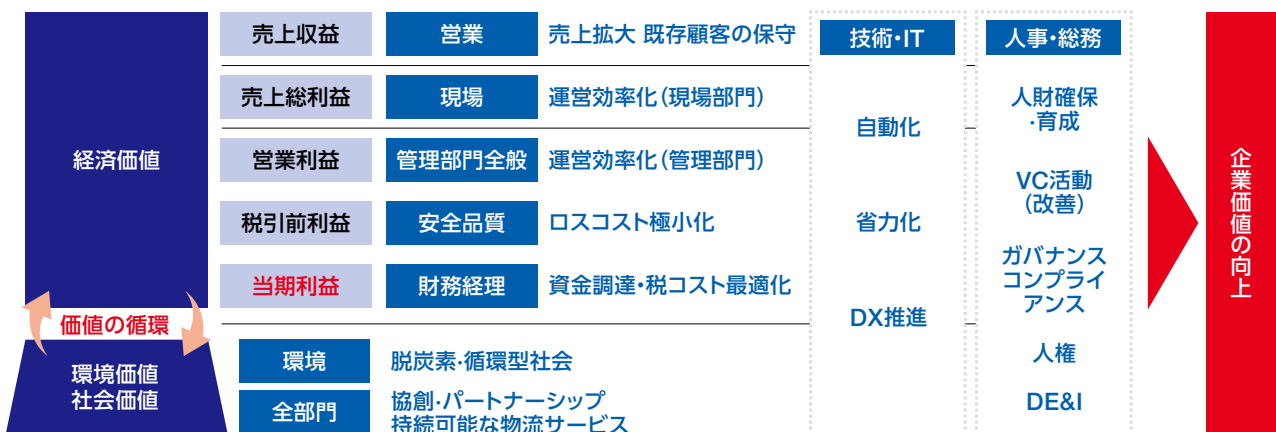 経済価値
価値の循環
環境価値
社会価値
売上収益
営業
売上拡大 既存顧客の保守
売上総利益
現場
運営効率化(現場部門)
営業利益
管理部門全般
運営効率化(管理部門)
税引前利益
安全品質
ロスコスト極小化
当期利益
財務経理
資金調達・税コスト最適化
環境
脱炭素・循環型社会
全部門
協創・パートナーシップ
持続可能な物流サービス
技術・IT
自動化
省力化
DX推進
人事・総務
人財確保
・育成
VC活動
(改善)
ガバナンス
コンプライ
アンス
人権
DE&I
企業価値の向上